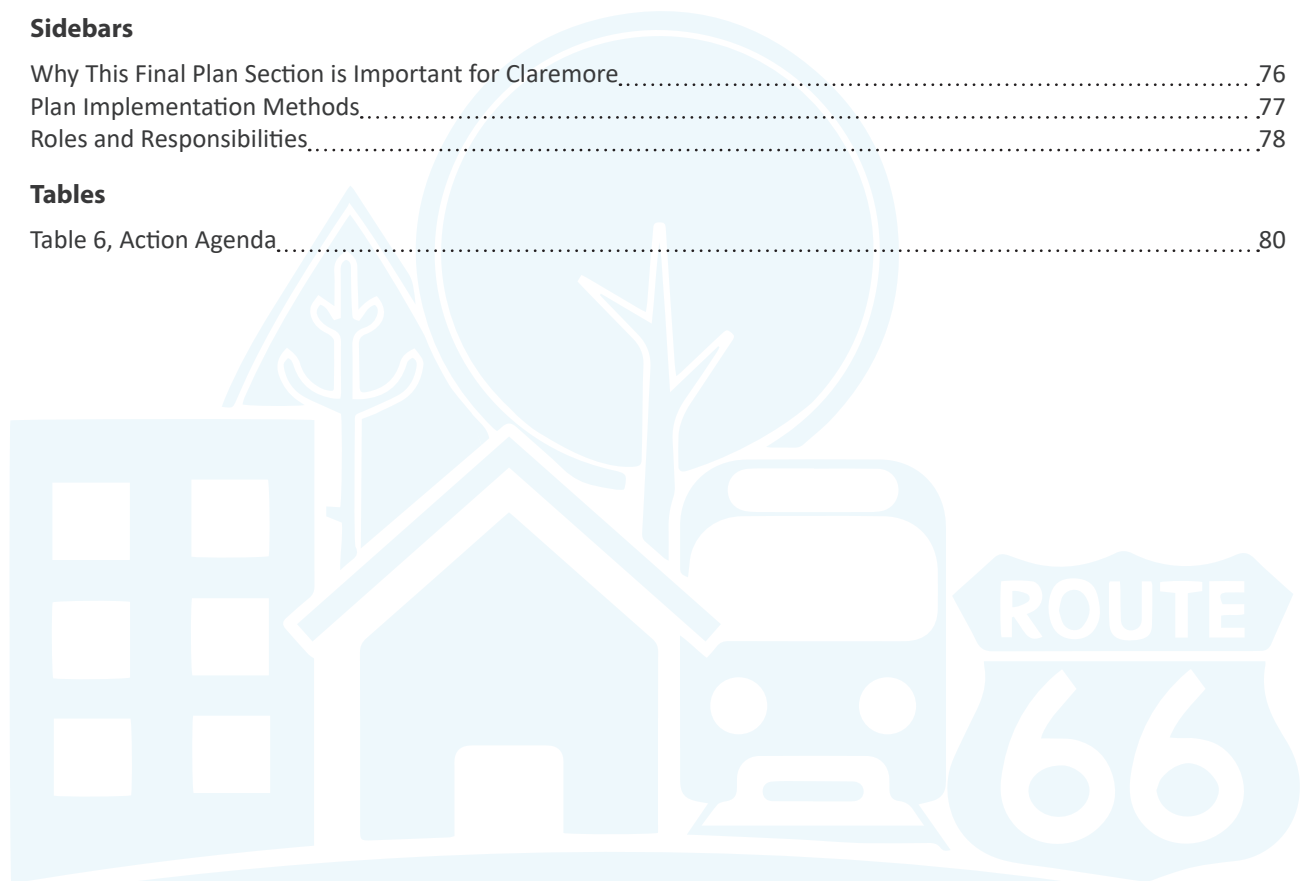 Sidebars
Why This Final Plan Section is Important for Claremore........................................................................................................76
Plan Implementation Methods........................................................................................................77
Roles and Responsibilities........................................................................................................78
Tables
Table 6, Action Agenda........................................................................................................80
ROUTE
66